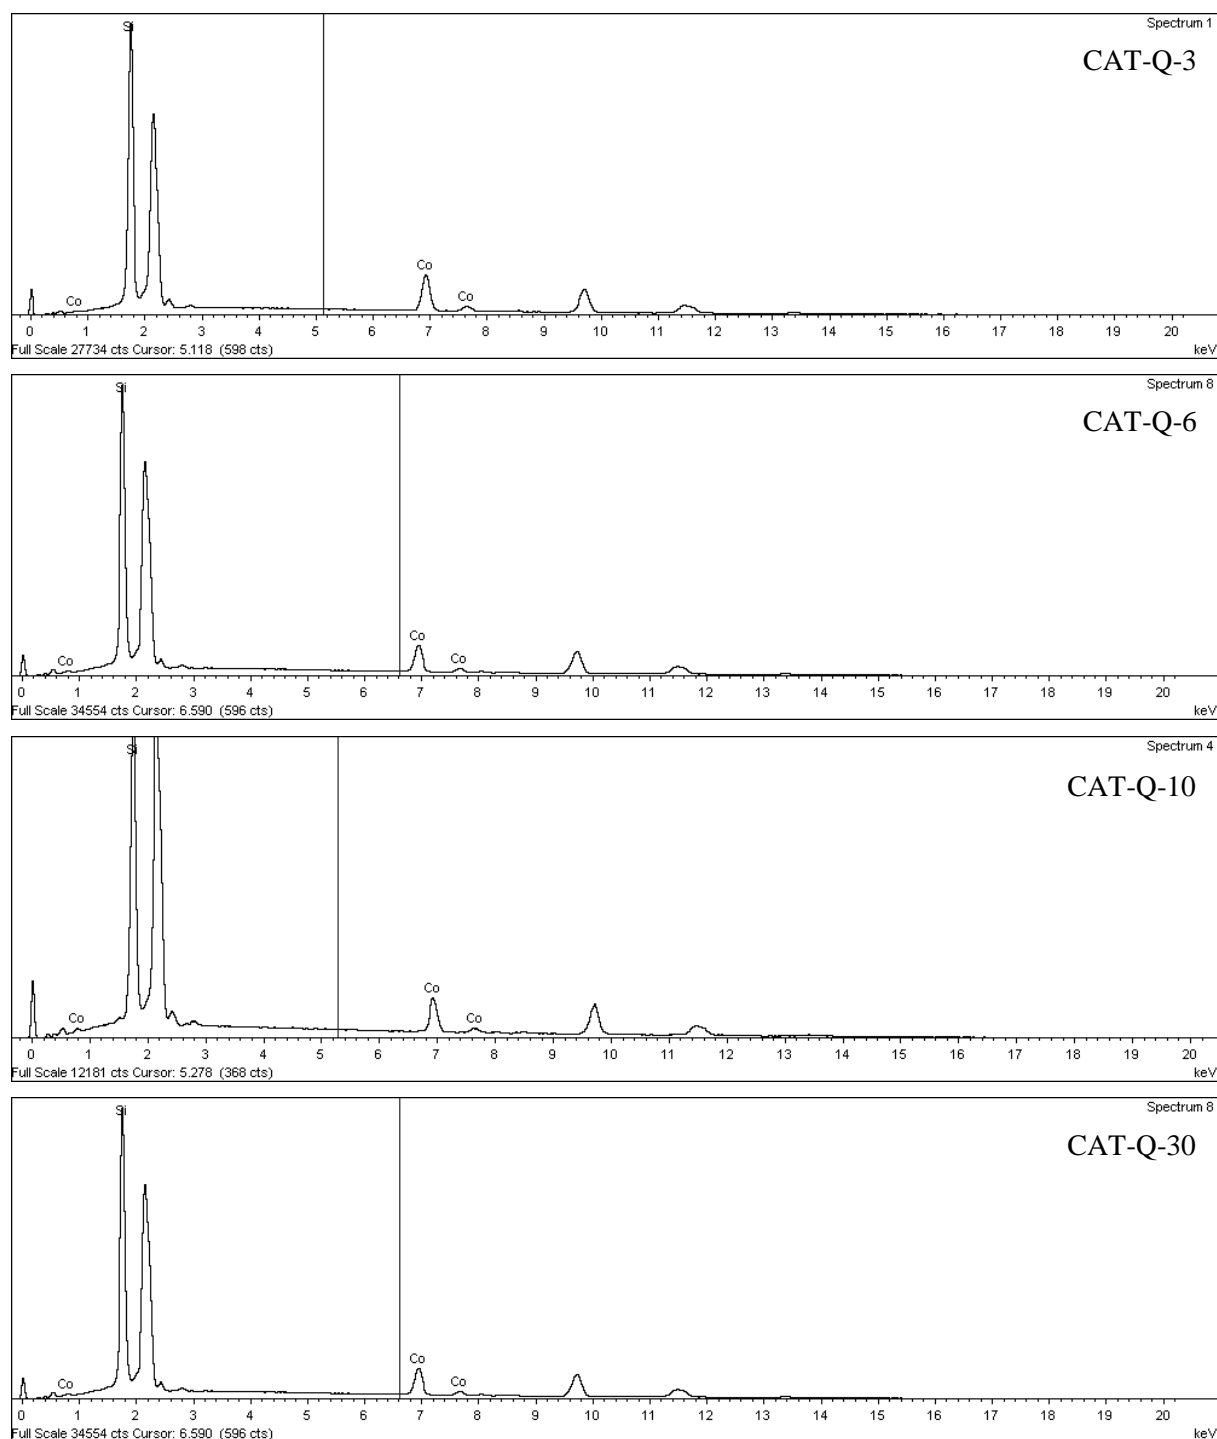 Spectrum 1
Si
CAT-Q-3
Co
Co
Co
0 1 2 3 4 5 6 7 8 9 10 11 12 13 14 15 16 17 18 19 20
Full Scale 27734 cts Cursor: 5.118 (598 cts) keV
Spectrum 8
Si
CAT-Q-6
Co
Co
Co
0 1 2 3 4 5 6 7 8 9 10 11 12 13 14 15 16 17 18 19 20
Full Scale 34554 cts Cursor: 6.590 (596 cts) keV
Spectrum 4
Si
CAT-Q-10
Co
Co
Co
0 1 2 3 4 5 6 7 8 9 10 11 12 13 14 15 16 17 18 19 20
Full Scale 12181 cts Cursor: 5.278 (368 cts) keV
Spectrum 8
Si
CAT-Q-30
Co
Co
Co
0 1 2 3 4 5 6 7 8 9 10 11 12 13 14 15 16 17 18 19 20
Full Scale 34554 cts Cursor: 6.590 (596 cts) keV